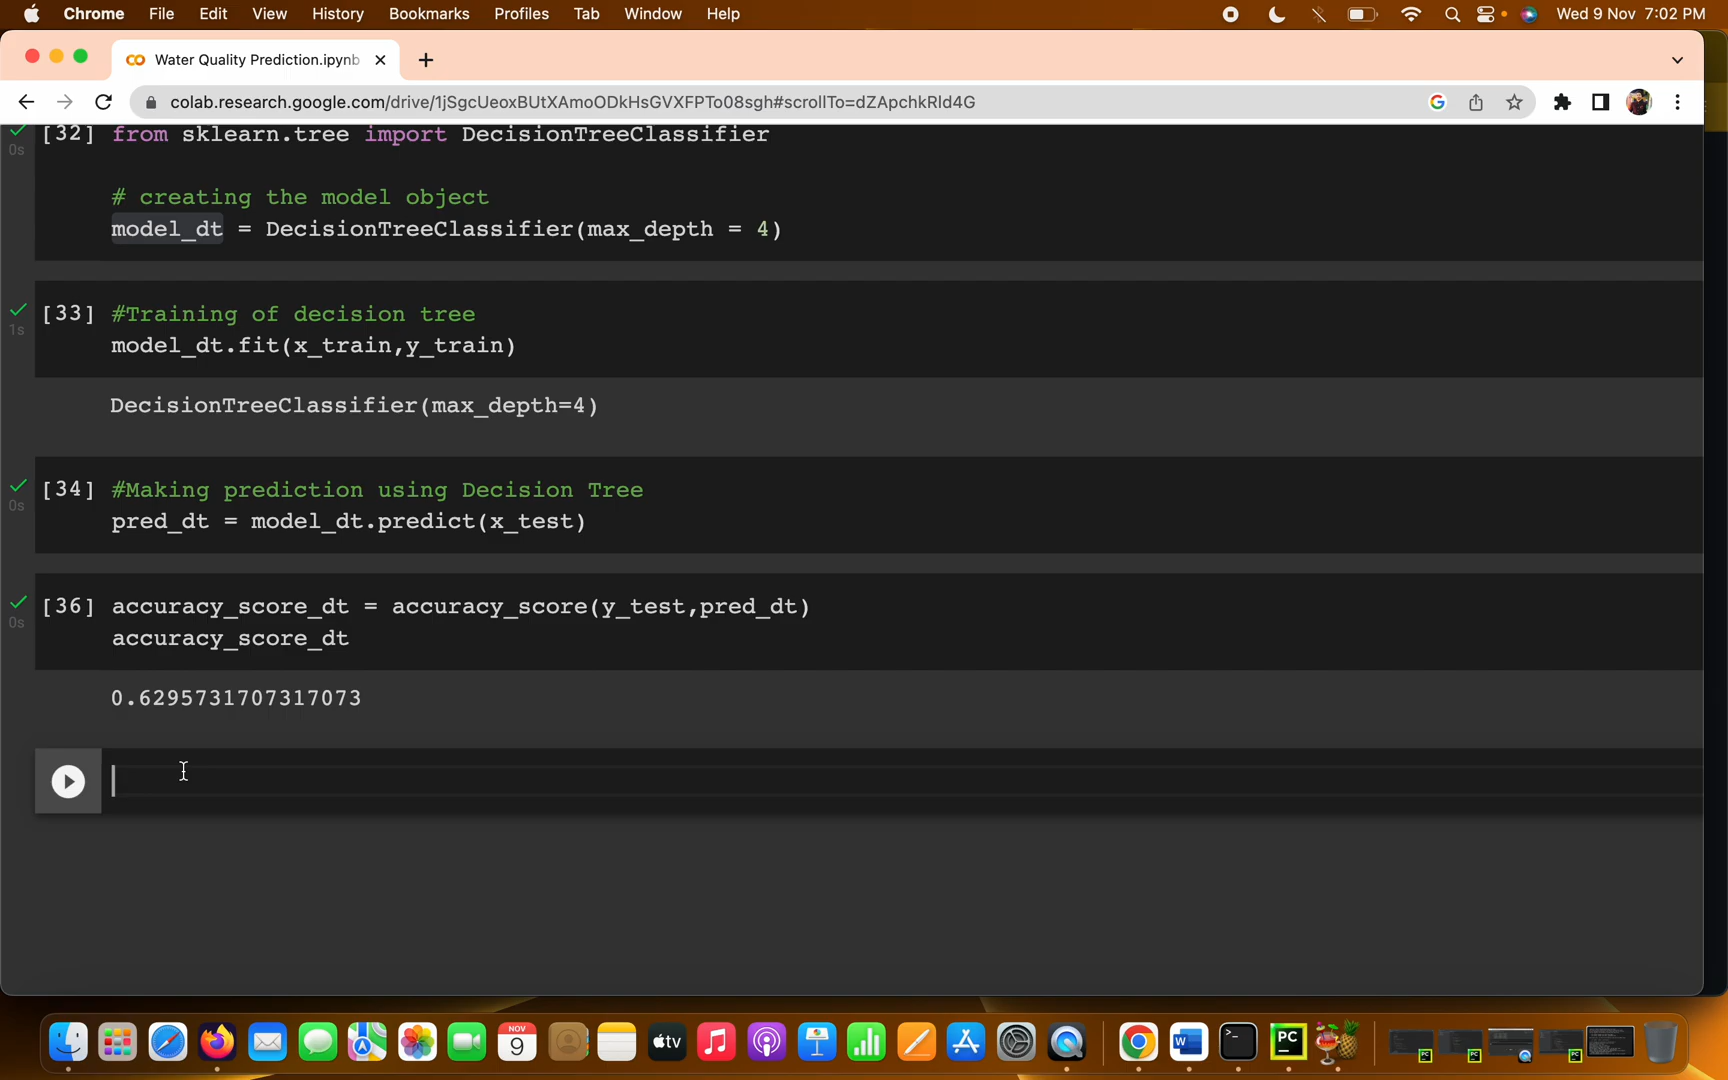 Chrome File Edit View History Bookmarks Profiles Tab Window Help Wed 9 Nov 7:02 PM
Water Quality Prediction.ipynb
colab.research.google.com/drive/1jSgcUeoxBUtXAmoODkHsGVXFPTo08sgh#scrollTo=dZApchkRld4G
[32] from sklearn.tree import DecisionTreeClassifier
0s
# creating the model object
model_dt = DecisionTreeClassifier(max_depth = 4)
[33] #Training of decision tree
1s
model_dt.fit(x_train,y_train)
DecisionTreeClassifier(max_depth=4)
[34] #Making prediction using Decision Tree
0s
pred_dt = model_dt.predict(x_test)
[36] accuracy_score_dt = accuracy_score(y_test,pred_dt)
0s
accuracy_score_dt
0.6295731707317073
NOV
9
tv
W
PC